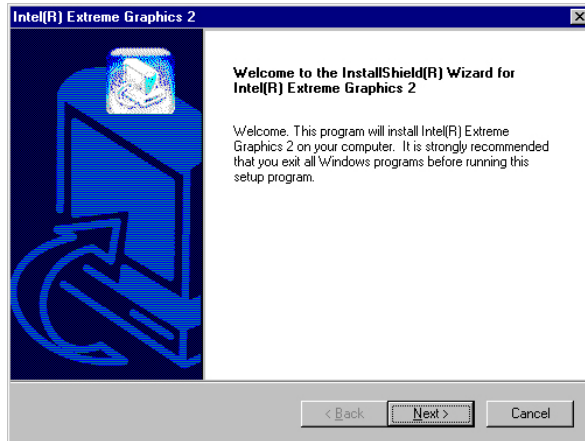 Intel(R) Extreme Graphics 2
Welcome to the InstallShield(R) Wizard for
Intel(R) Extreme Graphics 2
Welcome. This program will install Intel(R) Extreme
Graphics 2 on your computer. It is strongly recommended
that you exit all Windows programs before running this
setup program.
< Back
Next >
Cancel